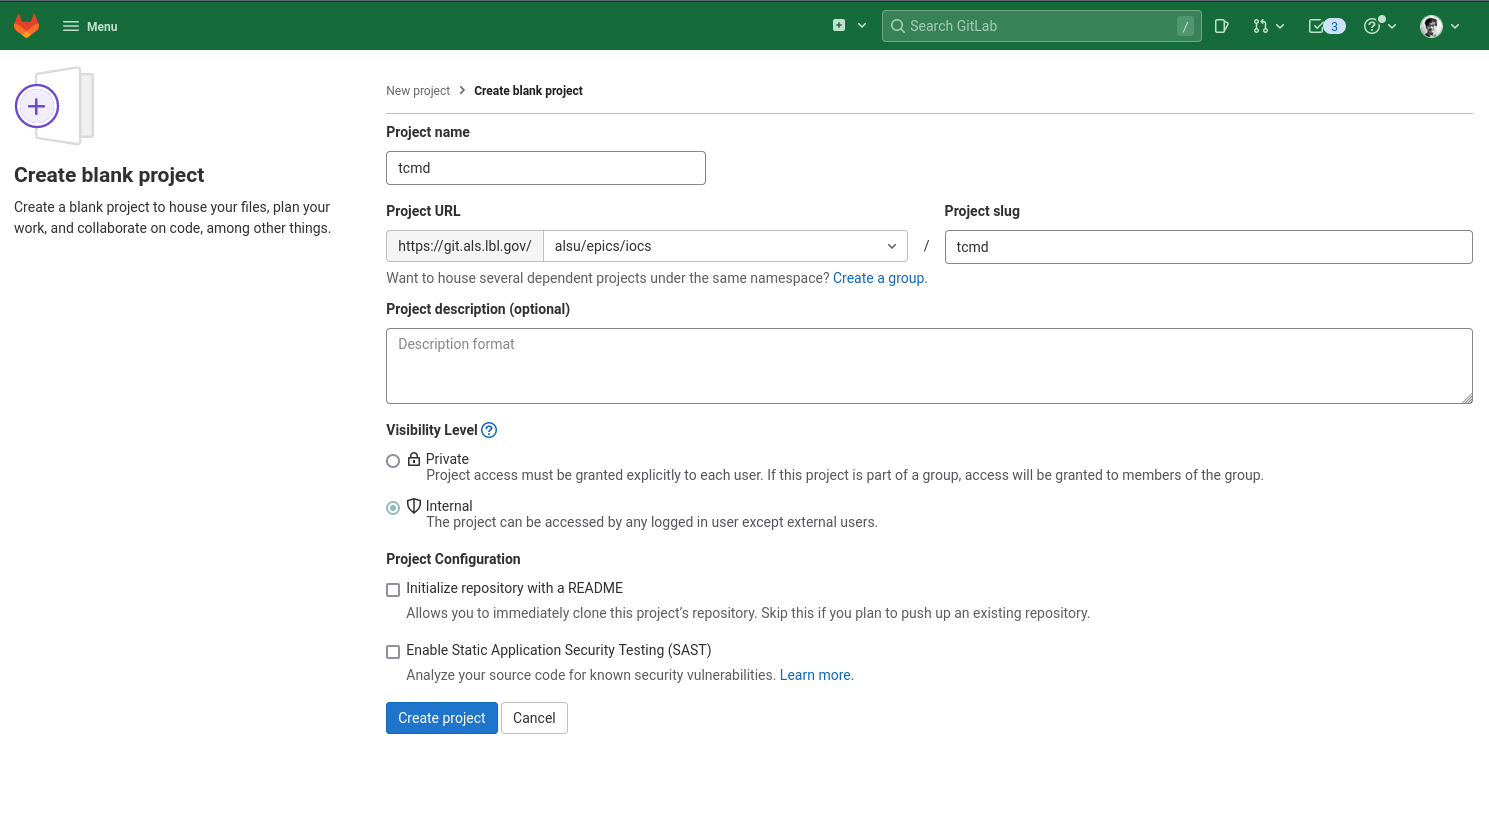 Menu
Search GitLab
/
3
Create blank project
Create a blank project to house your files, plan your
work, and collaborate on code, among other things.
New project > Create blank project
Project name
tcmd
Project URL
Project slug
https://git.als.lbl.gov/ alsu/epics/iocs / tcmd
Want to house several dependent projects under the same namespace? Create a group.
Project description (optional)
Description format
Visibility Level ?
Private
Project access must be granted explicitly to each user. If this project is part of a group, access will be granted to members of the group.
Internal
The project can be accessed by any logged in user except external users.
Project Configuration
Initialize repository with a README
Allows you to immediately clone this project’s repository. Skip this if you plan to push up an existing repository.
Enable Static Application Security Testing (SAST)
Analyze your source code for known security vulnerabilities. Learn more.
Create project
Cancel